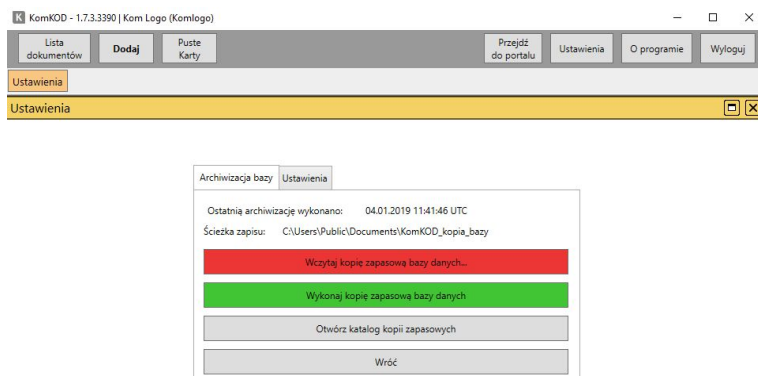 KomKOD - 1.7.3.3390 | Kom Logo (Komlogo)
Lista dokumentów
Dodaj
Puste Karty
Przejdź do portalu
Ustawienia
O programie
Wyloguj
Ustawienia
Ustawienia
Archiwizacja bazy
Ustawienia
Ostatnią archiwizację wykonano: 04.01.2019 11:41:46 UTC
Ścieżka zapisu: C:\Users\Public\Documents\KomKOD_kopia_bazy
Wczytaj kopię zapasową bazy danych...
Wykonaj kopię zapasową bazy danych
Otwórz katalog kopii zapasowych
Wróć